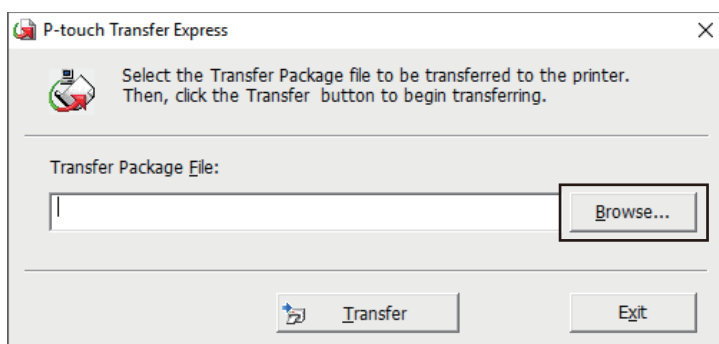 P-touch Transfer Express
Select the Transfer Package file to be transferred to the printer.
Then, click the Transfer button to begin transferring.
Transfer Package File:
Browse...
Transfer
Exit